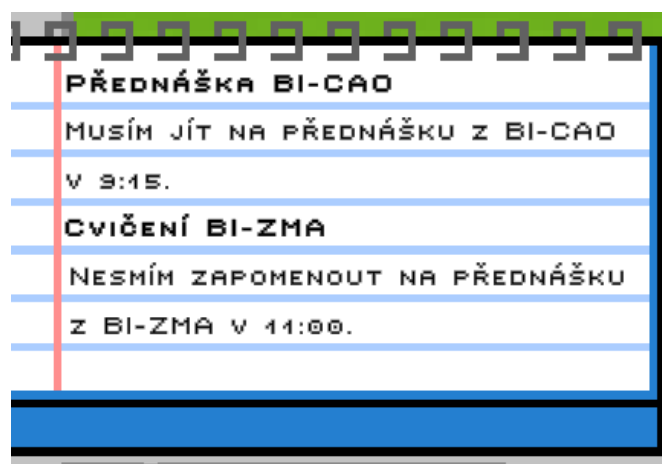 Přednáška BI-CAO
Musím jít na přednášku z BI-CAO
v 9:15.
Cvičení BI-ZMA
Nesmím zapomenout na přednášku
z BI-ZMA v 11:00.